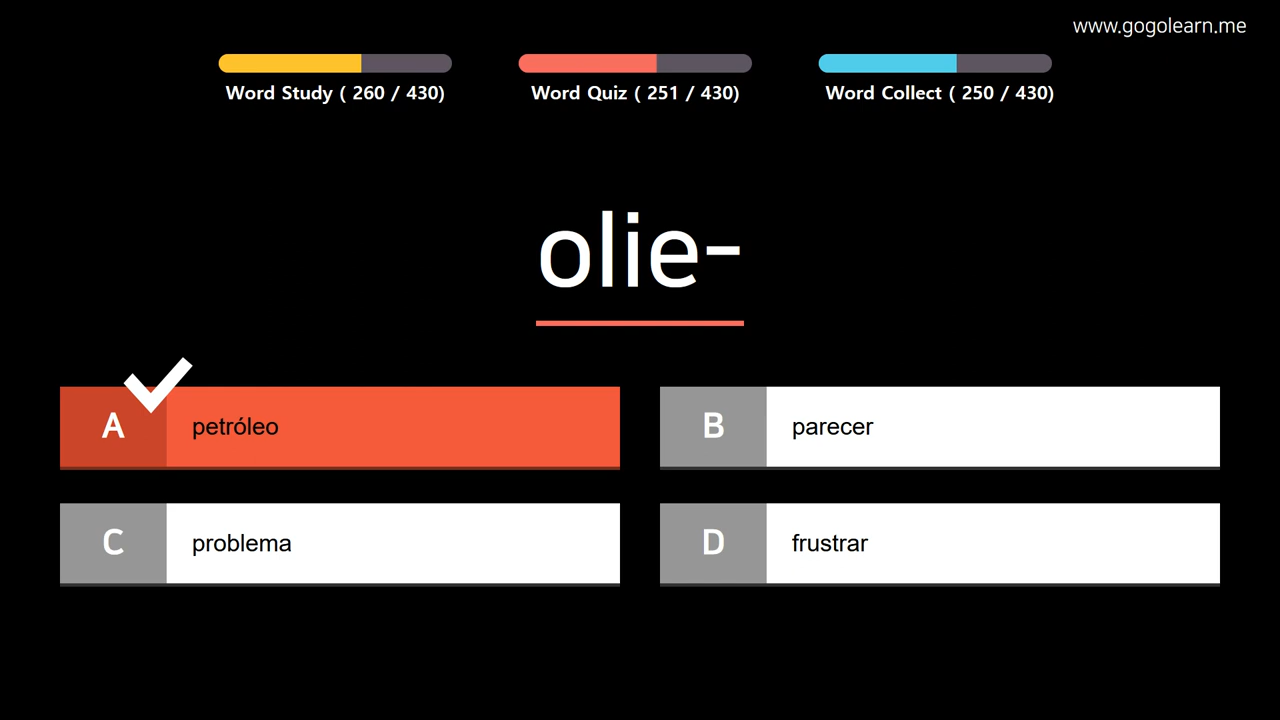 www.gogolearn.me
Word Study ( 260 / 430)
Word Quiz ( 251 / 430)
Word Collect ( 250 / 430)
olie-
A petróleo
B parecer
C problema
D frustrar